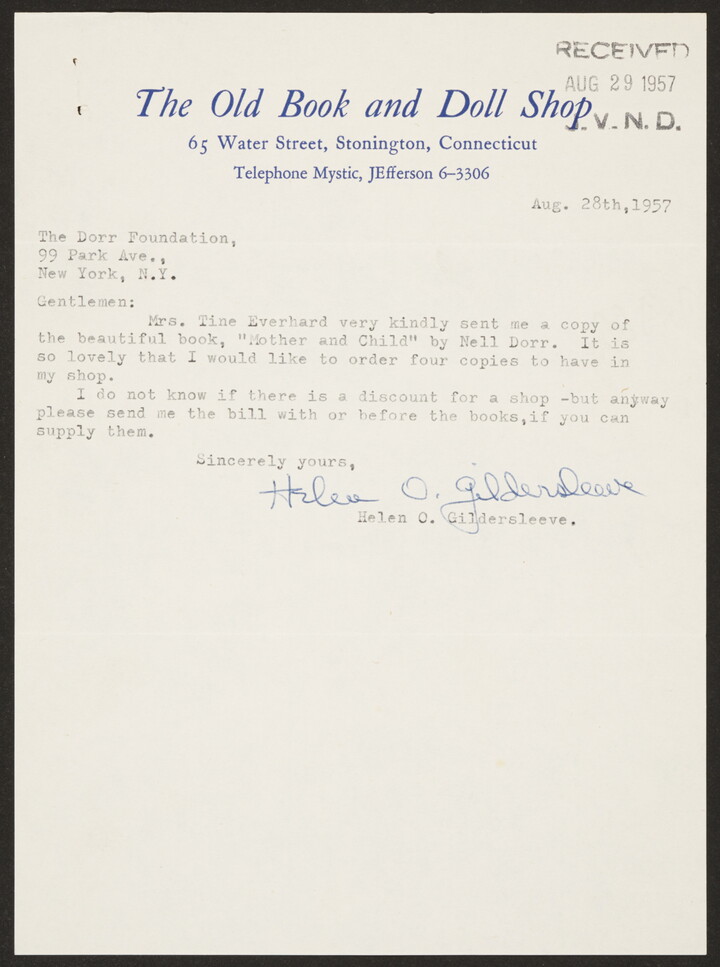 RECEIVED
AUG 29 1957
J. V. N. D.
The Old Book and Doll Shop
65 Water Street, Stonington, Connecticut
Telephone Mystic, JEfferson 6-3306
Aug. 28th,1957
The Dorr Foundation,
99 Park Ave.,
New York, N.Y.
Gentlemen:
Mrs. Tine Everhard very kindly sent me a copy of
the beautiful book, "Mother and Child" by Nell Dorr. It is
so lovely that I would like to order four copies to have in
my shop.
I do not know if there is a discount for a shop -but anyway
please send me the bill with or before the books,if you can
supply them.
Sincerely yours,
Helen O. Gildersleeve
Helen O. Gildersleeve.